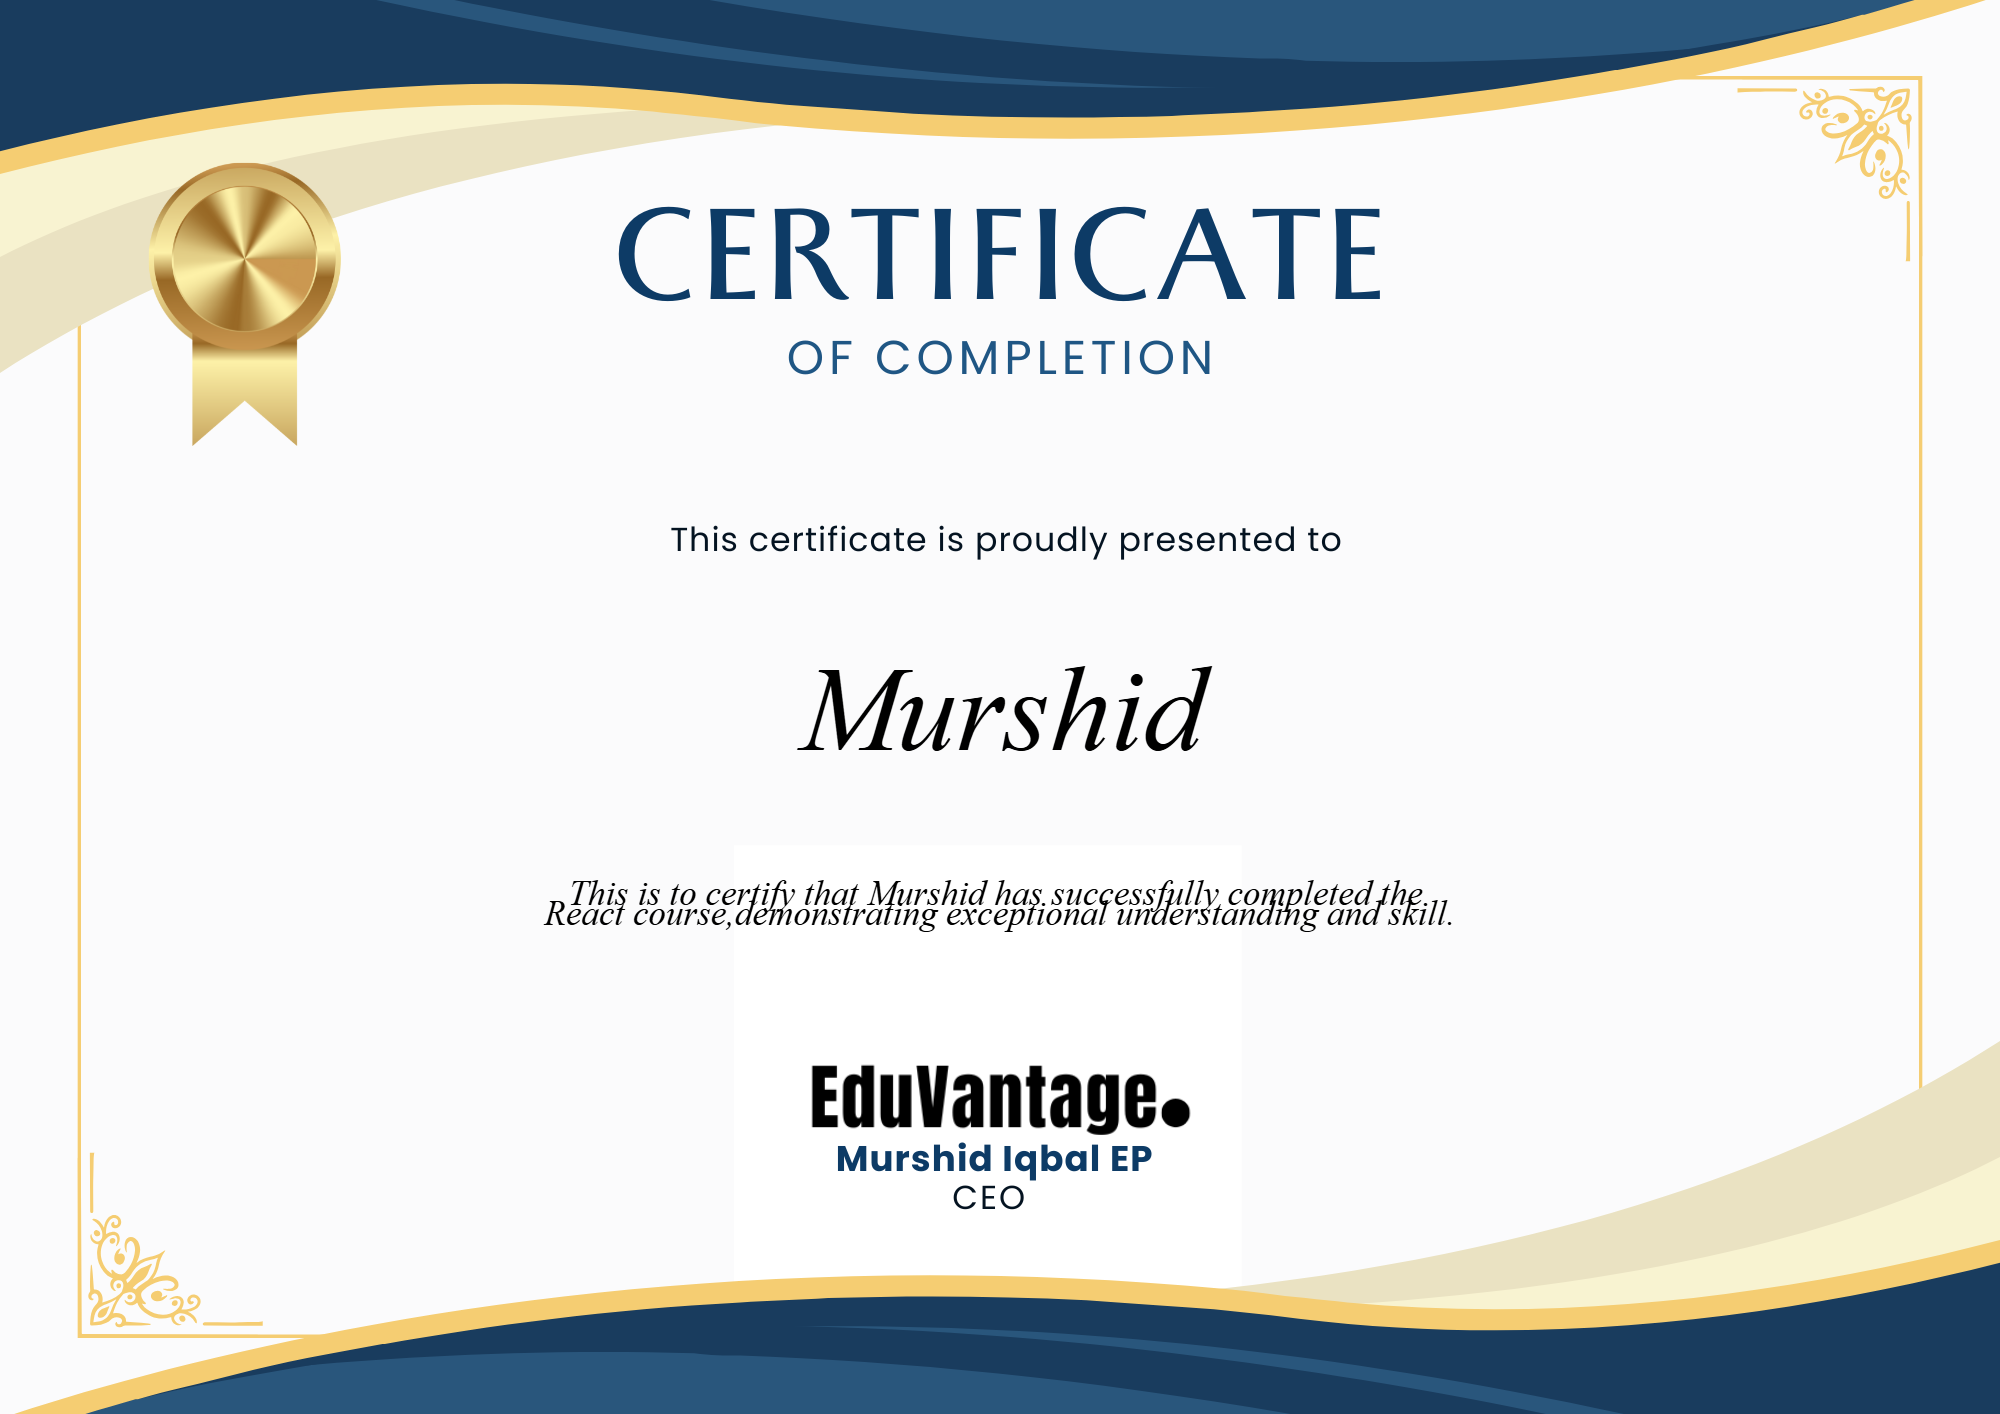 CERTIFICATE
OF COMPLETION
This certificate is proudly presented to
Murshid
This is to certify that Murshid has successfully completed the
React course,demonstrating exceptional understanding and skill.
EduVantage.
Murshid Iqbal EP
CEO